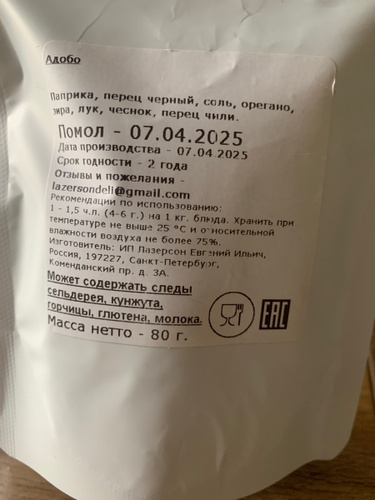 Адобо
Паприка, перец черный, соль, орегано,
зира, лук, чеснок, перец чили.
Помол - 07.04.2025
Дата производства - 07.04.2025
Срок годности - 2 года
Отзывы и пожелания -
lazersondeli@gmail.com
Рекомендации по использованию:
1 - 1,5 ч.л. (4-6 г.) на 1 кг. блюда. Хранить при
температуре не выше 25 °С и относительной
влажности воздуха не более 75%.
Изготовитель: ИП Лазерсон Евгений Ильич,
Россия, 197227, Санкт-Петербург,
Комендантский пр. д. 3А.
Может содержать следы
сельдерея, кунжута,
горчицы, глютена, молока.
Масса нетто - 80 г.
EAC